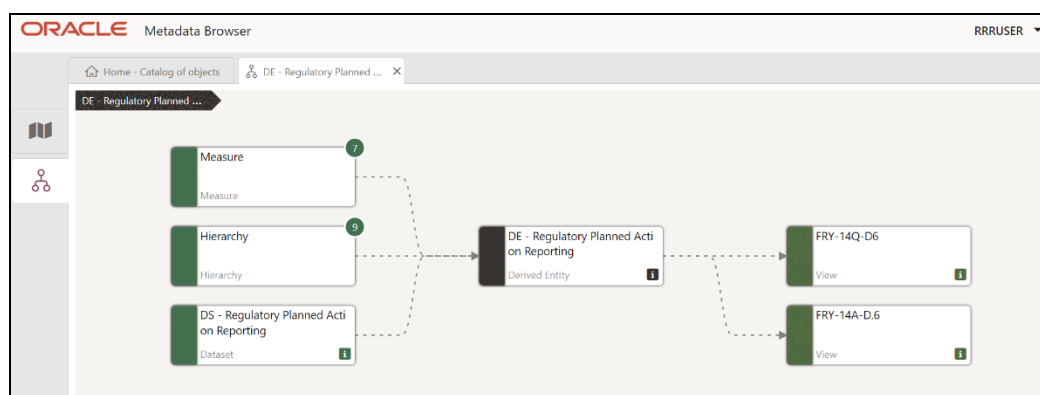 ORACLE Metadata Browser RRRUSER
Home - Catalog of objects DE - Regulatory Planned ... X
DE - Regulatory Planned ...
7
Measure
Measure
9
Hierarchy
Hierarchy
DS - Regulatory Planned Acti
on Reporting
Dataset i
DE - Regulatory Planned Acti
on Reporting
Derived Entity i
FRY-14Q-D6
View i
FRY-14A-D.6
View i